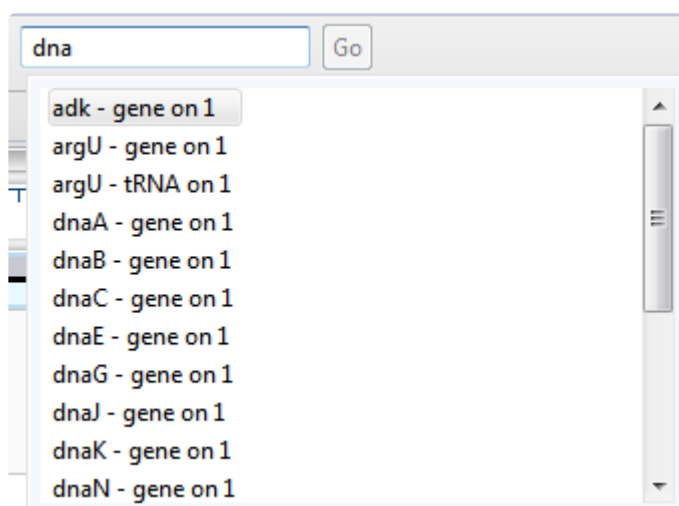 dna Go
adk - gene on 1
argU - gene on 1
argU - tRNA on 1
dnaA - gene on 1
dnaB - gene on 1
dnaC - gene on 1
dnaE - gene on 1
dnaG - gene on 1
dnaJ - gene on 1
dnaK - gene on 1
dnaN - gene on 1